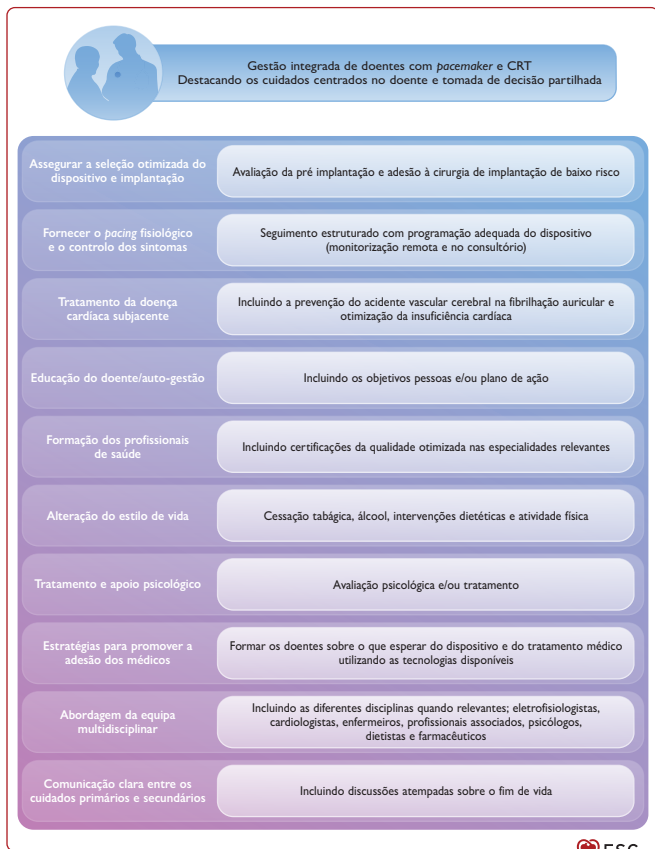 Gestão integrada de doentes com pacemaker e CRT
Destacando os cuidados centrados no doente e tomada de decisão partilhada
Assegurar a seleção otimizada do
dispositivo e implantação
Avaliação da pré implantação e adesão à cirurgia de implantação de baixo risco
Fornecer o pacing fisiológico
e o controlo dos sintomas
Seguimento estruturado com programação adequada do dispositivo
(monitorização remota e no consultório)
Tratamento da doença
cardíaca subjacente
Incluindo a prevenção do acidente vascular cerebral na fibrilhação auricular e
otimização da insuficiência cardíaca
Educação do doente/auto-gestão
Incluindo os objetivos pessoas e/ou plano de ação
Formação dos profissionais
de saúde
Incluindo certificações da qualidade otimizada nas especialidades relevantes
Alteração do estilo de vida
Cessação tabágica, álcool, intervenções dietéticas e atividade física
Tratamento e apoio psicológico
Avaliação psicológica e/ou tratamento
Estratégias para promover a
adesão dos médicos
Formar os doentes sobre o que esperar do dispositivo e do tratamento médico
utilizando as tecnologias disponíveis
Abordagem da equipa
multidisciplinar
Incluindo as diferentes disciplinas quando relevantes; eletrofisiologistas,
cardiologistas, enfermeiros, profissionais associados, psicólogos,
dietistas e farmacêuticos
Comunicação clara entre os
cuidados primários e secundários
Incluindo discussões atempadas sobre o fim de vida
ESC